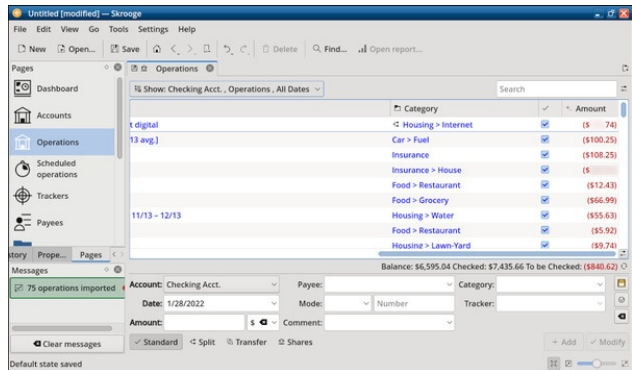 Untitled [modified] — Skrooge
File Edit View Go Tools Settings Help
New Open... Save Delete Find... Open report...
Pages
Operations
Dashboard
Accounts
Operations
Scheduled operations
Trackers
Payees
Show: Checking Acct. , Operations , All Dates
Search
Category Amount
t digital Housing > Internet ($ 74)
13 avg.] Car > Fuel ($100.25)
Insurance ($108.25)
Insurance > House ($
Food > Restaurant ($12.43)
Food > Grocery ($66.99)
11/13 – 12/13 Housing > Water ($55.63)
Food > Restaurant ($5.92)
Housing > Lawn-Yard ($9.74)
story Prope... Pages
Balance: $6,595.04 Checked: $7,435.66 To be Checked: ($840.62)
Messages
75 operations imported
Clear messages
Account: Checking Acct. Payee: Category:
Date: 1/28/2022 Mode: Number Tracker:
Amount: $ Comment:
Standard Split Transfer Shares + Add Modify
Default state saved